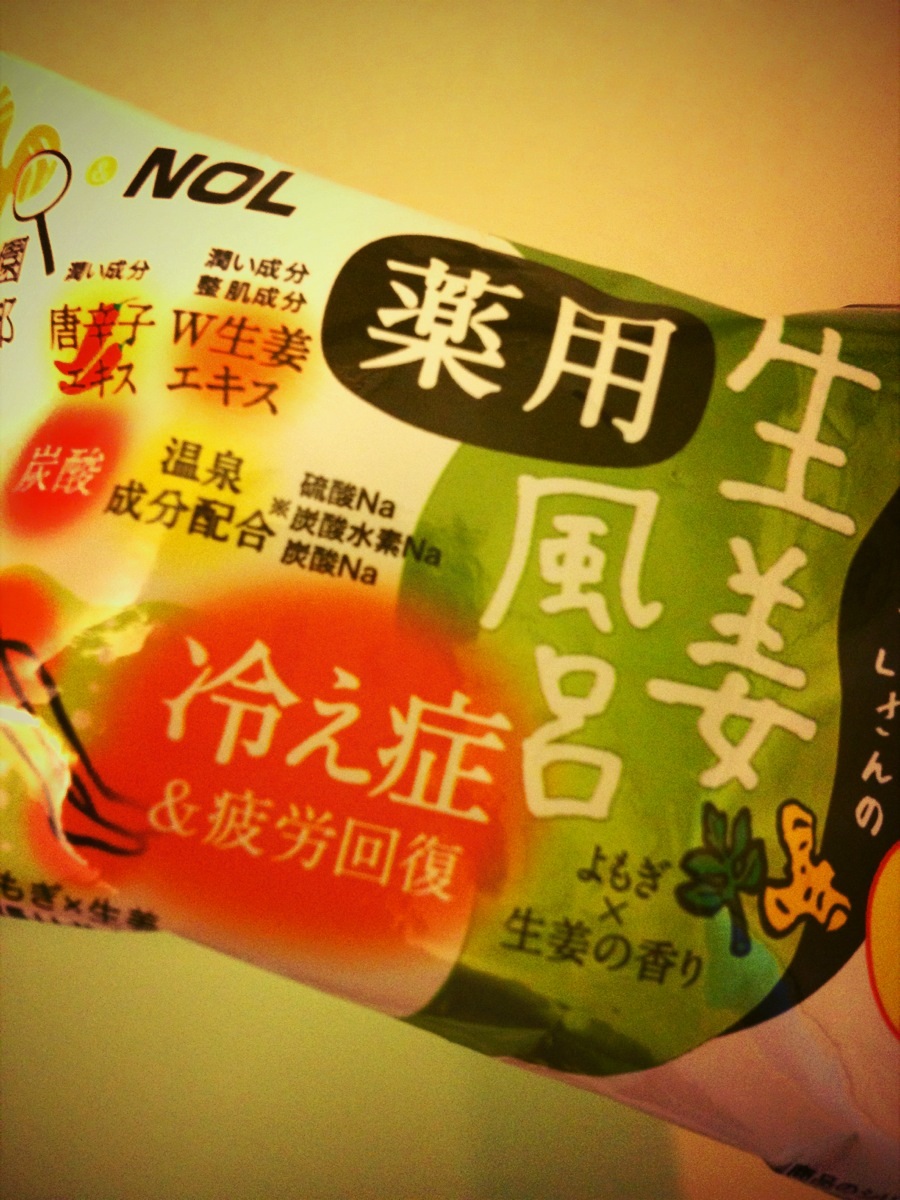 & NOL
潤い成分
唐辛子
エキス
潤い成分
整肌成分
W生姜
エキス
薬用
生姜
風呂
炭酸
温泉
成分配合
※硫酸Na
炭酸水素Na
炭酸Na
冷え症
&疲労回復
よもぎ
×
生姜の香り
くさんの
もぎ×生姜